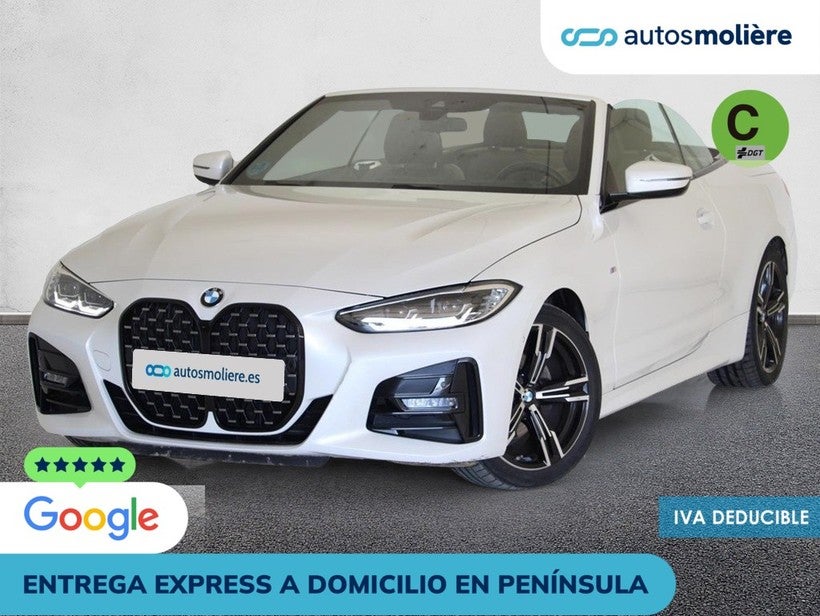 autosmolière
C
DGT
autosmoliere.es
Google
IVA DEDUCIBLE
ENTREGA EXPRESS A DOMICILIO EN PENÍNSULA